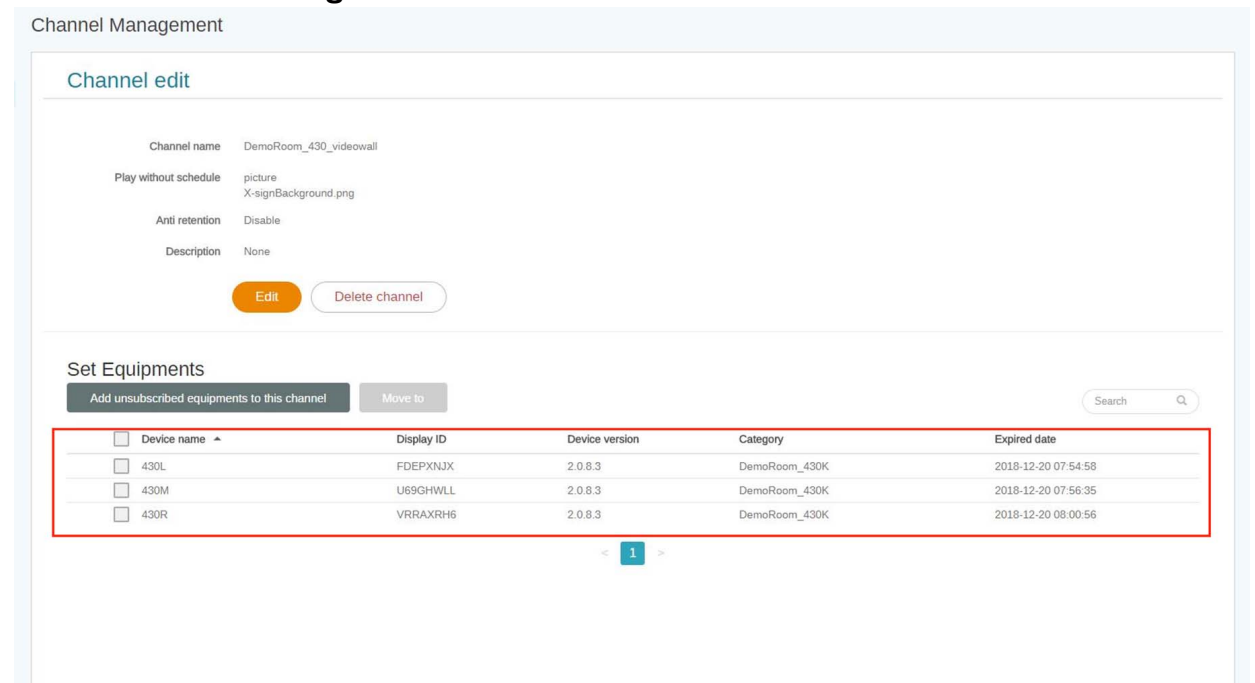 Channel Management
Channel edit
Channel name DemoRoom_430_videowall
Play without schedule picture
X-signBackground.png
Anti retention Disable
Description None
Edit Delete channel
Set Equipments
Add unsubscribed equipments to this channel Move to Search
Device name Display ID Device version Category Expired date
430L FDEPXNJX 2.0.8.3 DemoRoom_430K 2018-12-20 07:54:58
430M U69GHWLL 2.0.8.3 DemoRoom_430K 2018-12-20 07:56:35
430R VRRAXRH6 2.0.8.3 DemoRoom_430K 2018-12-20 08:00:56
< 1 >